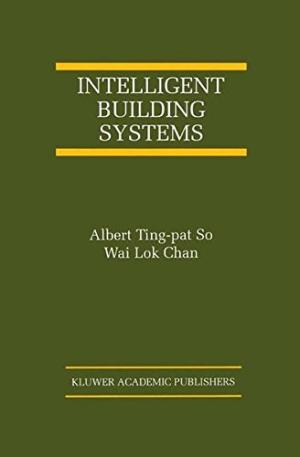 INTELLIGENT
BUILDING
SYSTEMS
Albert Ting-pat So
Wai Lok Chan
KLUWER ACADEMIC PUBLISHERS